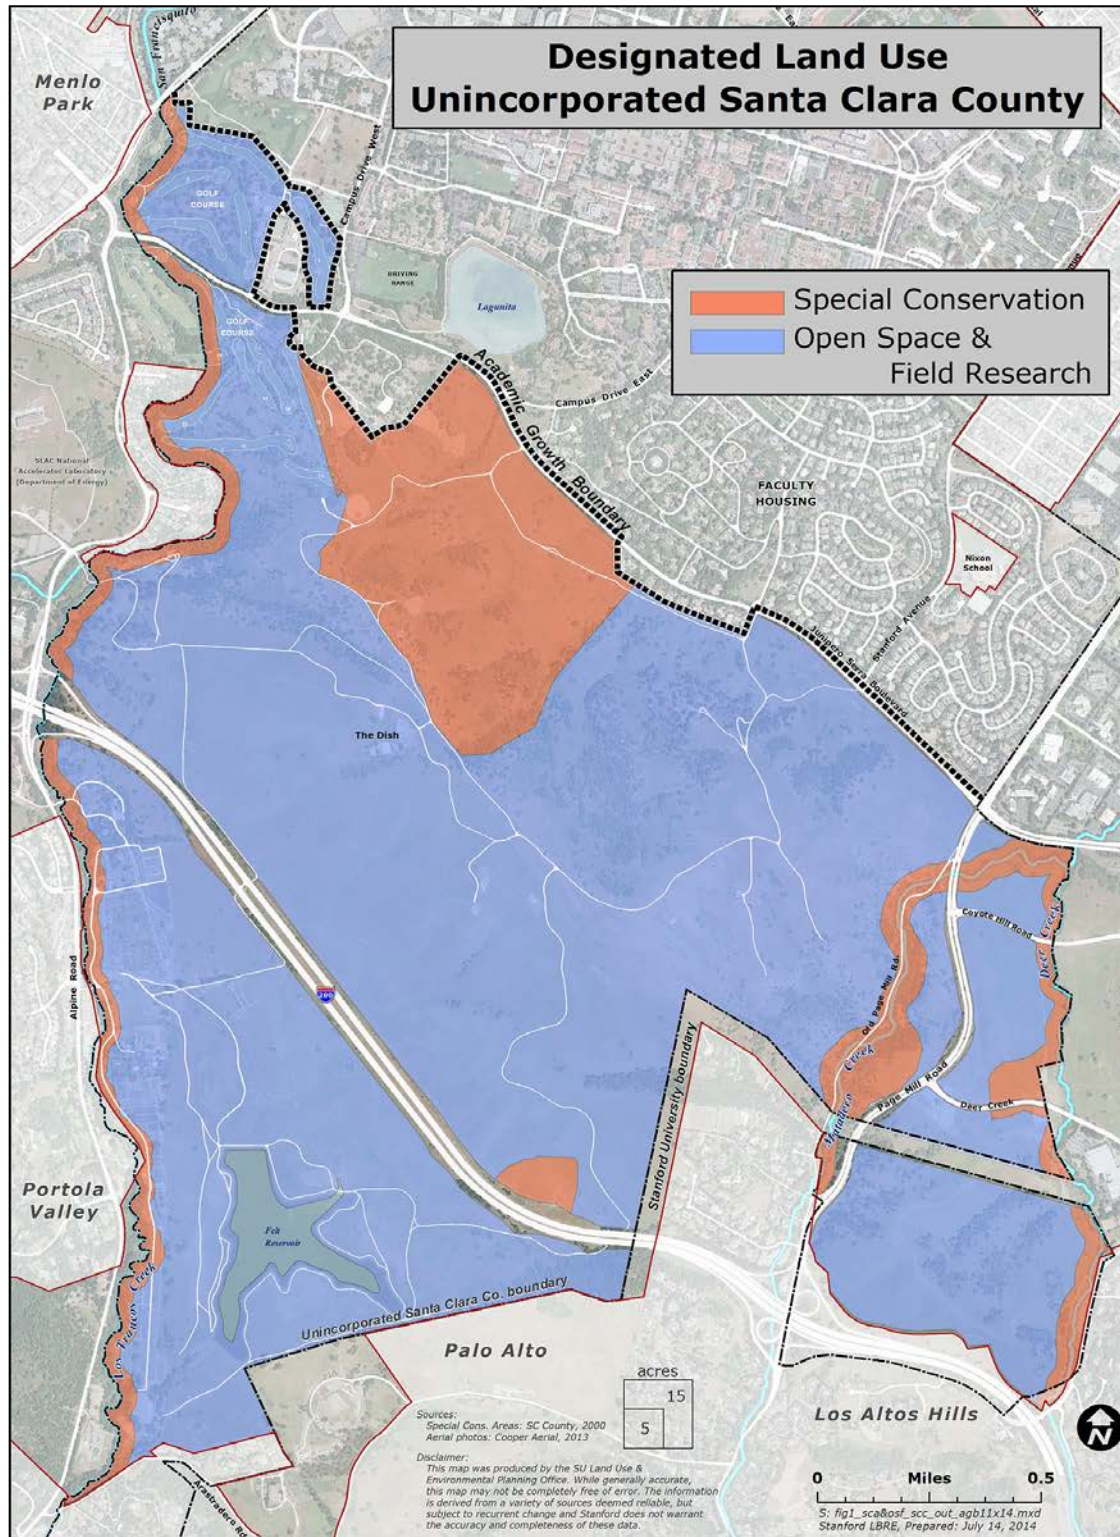 Designated Land Use
Unincorporated Santa Clara County
Menlo
Park
San Francisquito
Campus Drive West
GOLF
COURSE
DRIVING
RANGE
Lagunita
Special Conservation
Open Space &
Field Research
GOLF
COURSE
Academic Growth Boundary
Campus Drive East
SLAC National
Accelerator Laboratory
(Department of Energy)
FACULTY
HOUSING
Nixon
School
Stanford Avenue
Junipero Serra Boulevard
The Dish
Coyote Hill Road
Deer Creek
Alpine Road
280
Old Page Mill Rd.
Matadero Creek
Page Mill Road
Deer Creek
Stanford University boundary
Portola
Valley
Felt
Reservoir
Los Trancos Creek
Unincorporated Santa Clara Co. boundary
Palo Alto
acres
15
5
Los Altos Hills
N
Sources:
Special Cons. Areas: SC County, 2000
Aerial photos: Cooper Aerial, 2013
Disclaimer:
This map was produced by the SU Land Use &
Environmental Planning Office. While generally accurate,
this map may not be completely free of error. The information
is derived from a variety of sources deemed reliable, but
subject to recurrent change and Stanford does not warrant
the accuracy and completeness of these data.
0 Miles 0.5
S: fig1_sca&osf_scc_out_agb11x14.mxd
Stanford LBRE, Prepared: July 14, 2014
Arastradero Rd